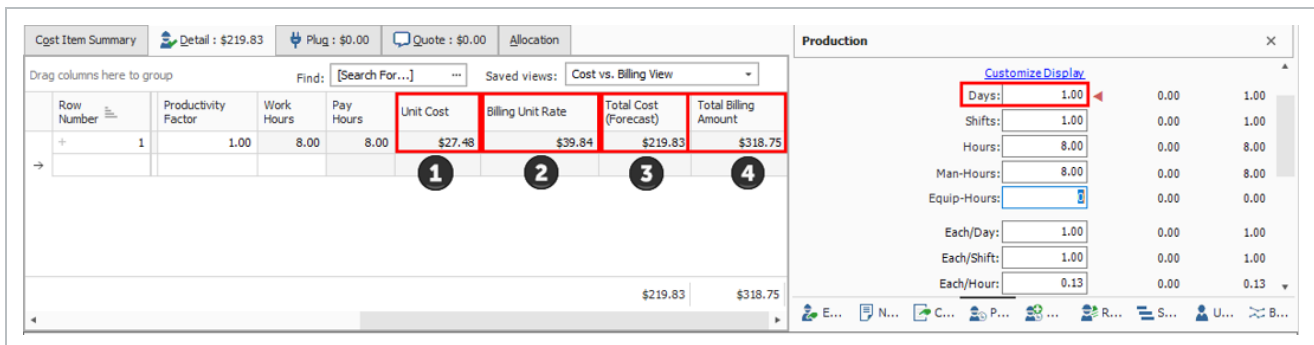 Cost Item Summary Detail : $219.83 Plug : $0.00 Quote : $0.00 Allocation
Drag columns here to group Find: [Search For...] ... Saved views: Cost vs. Billing View
Row Number Productivity Factor Work Hours Pay Hours Unit Cost Billing Unit Rate Total Cost (Forecast) Total Billing Amount
1 1.00 8.00 8.00 $27.48 $39.84 $219.83 $318.75
1 2 3 4
$219.83 $318.75
Production
Customize Display
Days: 1.00 0.00 1.00
Shifts: 1.00 0.00 1.00
Hours: 8.00 0.00 8.00
Man-Hours: 8.00 0.00 8.00
Equip-Hours: 0 0.00 0.00
Each/Day: 1.00 0.00 1.00
Each/Shift: 1.00 0.00 1.00
Each/Hour: 0.13 0.00 0.13
E... N... C... P... ... R... S... U... B...